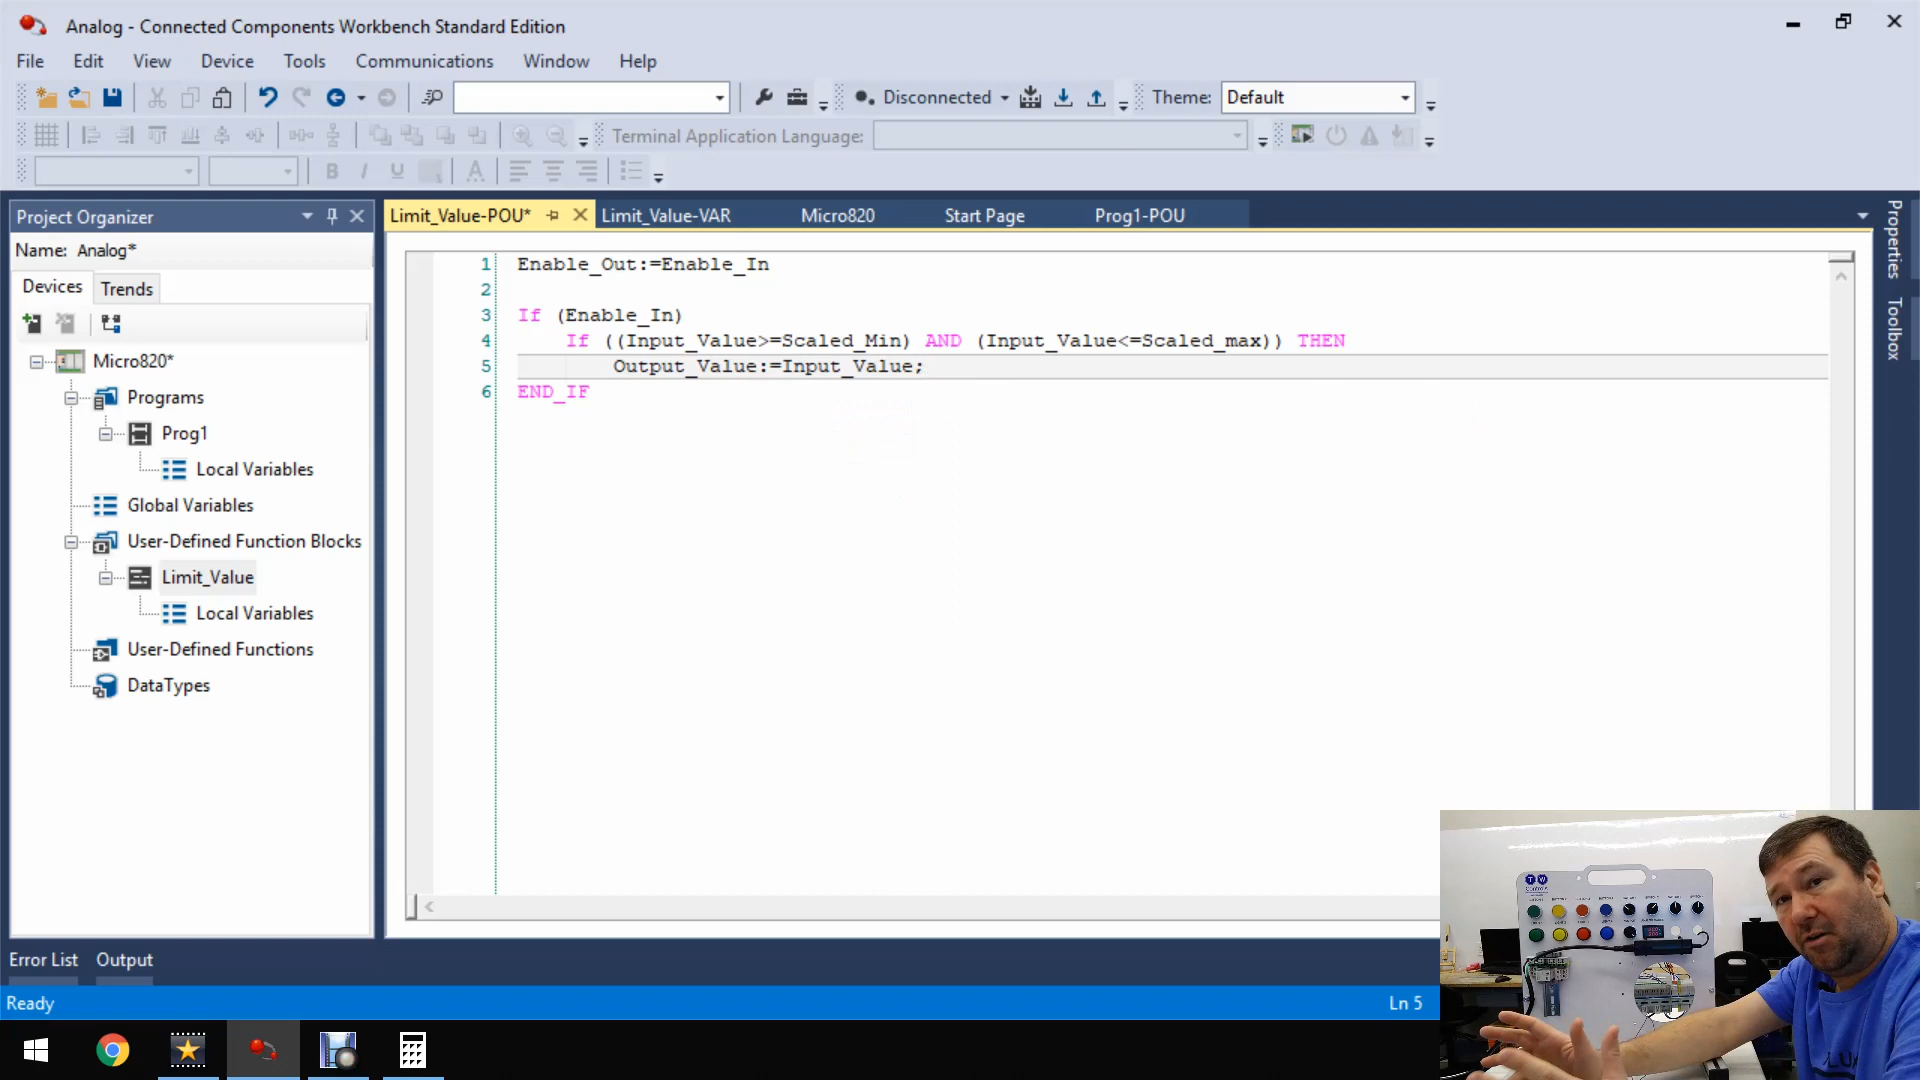 Analog - Connected Components Workbench Standard Edition
File Edit View Device Tools Communications Window Help
Disconnected Theme: Default
Terminal Application Language:
B I U A
Project Organizer
Name: Analog*
Devices Trends
Micro820*
Programs
Prog1
Local Variables
Global Variables
User-Defined Function Blocks
Limit_Value
Local Variables
User-Defined Functions
DataTypes
Limit_Value-POU* Limit_Value-VAR Micro820 Start Page Prog1-POU
1 Enable_Out:=Enable_In
2
3 If (Enable_In)
4 If ((Input_Value>=Scaled_Min) AND (Input_Value<=Scaled_max)) THEN
5 Output_Value:=Input_Value;
6 END_IF
Properties
Toolbox
T W
Controls
Error List Output
Ready Ln 5